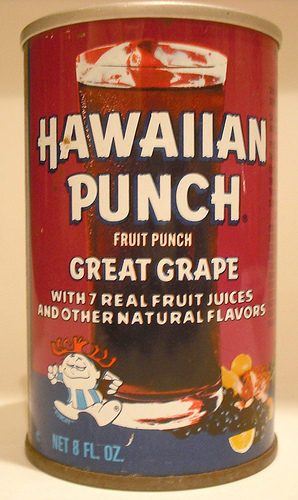 HAWAIIAN
PUNCH®
FRUIT PUNCH
GREAT GRAPE
WITH 7 REAL FRUIT JUICES
AND OTHER NATURAL FLAVORS
NET 8 FL. OZ.